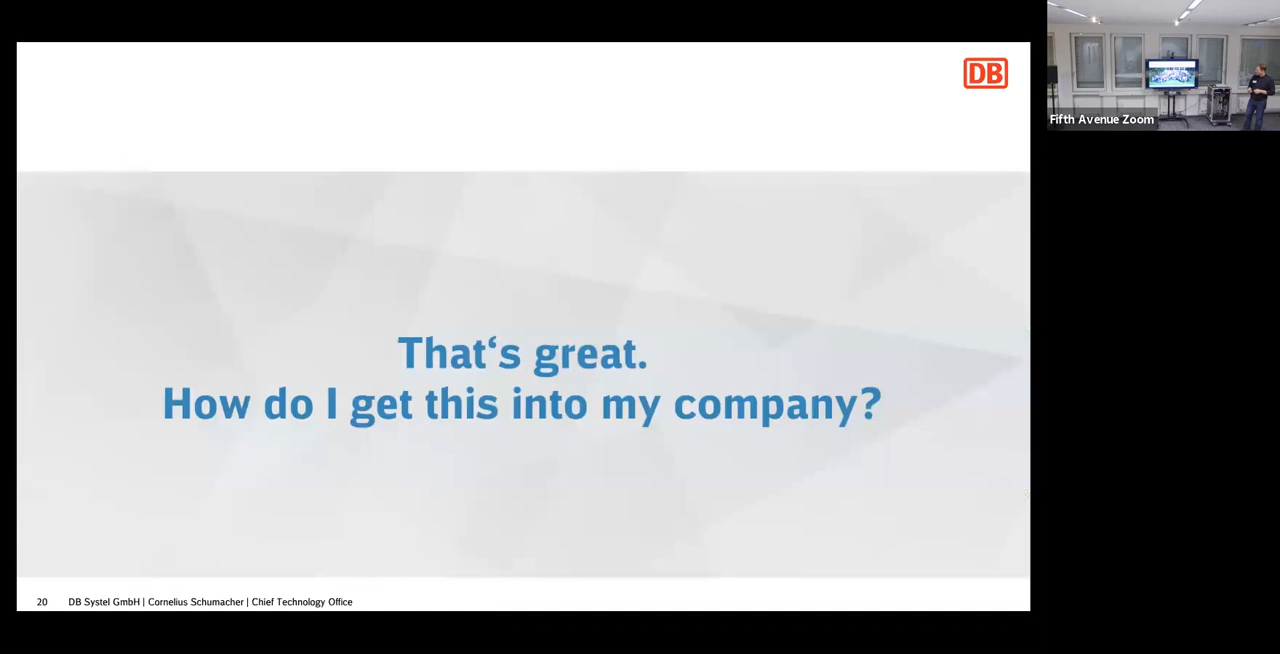 DB
Fifth Avenue Zoom
That‘s great.
How do I get this into my company?
20 DB Systel GmbH | Cornelius Schumacher | Chief Technology Office